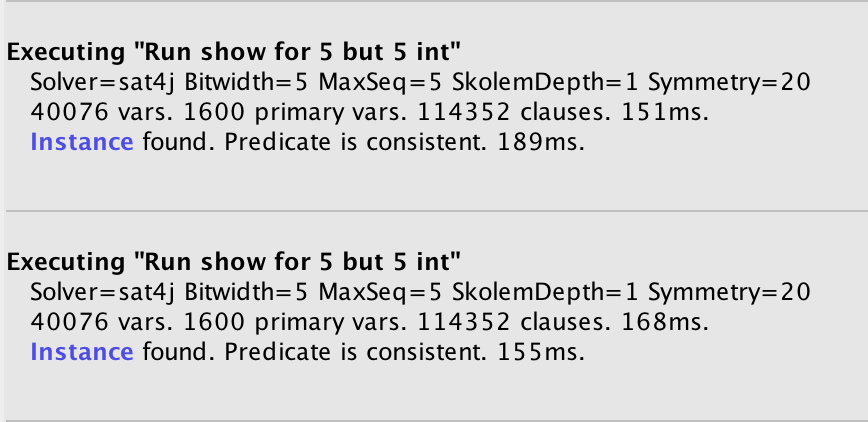 Executing "Run show for 5 but 5 int"
Solver=sat4j Bitwidth=5 MaxSeq=5 SkolemDepth=1 Symmetry=20
40076 vars. 1600 primary vars. 114352 clauses. 151ms.
Instance found. Predicate is consistent. 189ms.
Executing "Run show for 5 but 5 int"
Solver=sat4j Bitwidth=5 MaxSeq=5 SkolemDepth=1 Symmetry=20
40076 vars. 1600 primary vars. 114352 clauses. 168ms.
Instance found. Predicate is consistent. 155ms.